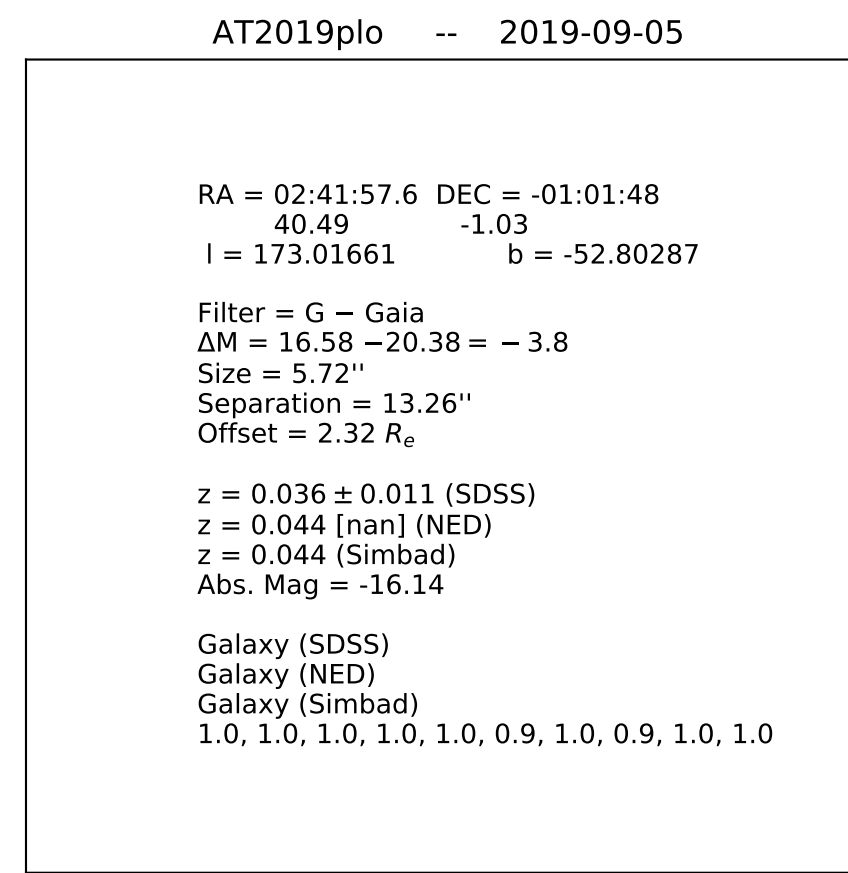 AT2019plo -- 2019-09-05
RA = 02:41:57.6 DEC = -01:01:48
40.49 -1.03
l = 173.01661 b = -52.80287
Filter = G − Gaia
ΔM = 16.58 −20.38 = − 3.8
Size = 5.72''
Separation = 13.26''
Offset = 2.32 Rₑ
z = 0.036 ± 0.011 (SDSS)
z = 0.044 [nan] (NED)
z = 0.044 (Simbad)
Abs. Mag = -16.14
Galaxy (SDSS)
Galaxy (NED)
Galaxy (Simbad)
1.0, 1.0, 1.0, 1.0, 1.0, 0.9, 1.0, 0.9, 1.0, 1.0